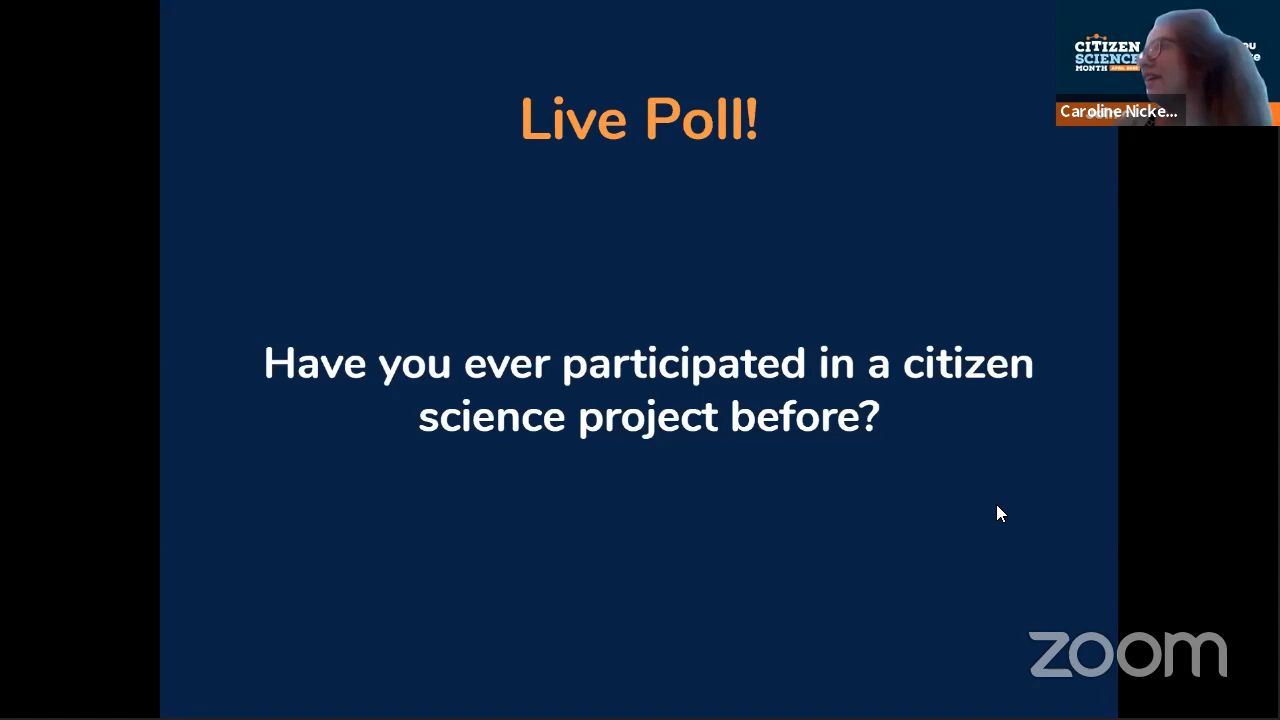 Live Poll!
Have you ever participated in a citizen
science project before?
CITIZEN
SCIENCE
MONTH
Caroline Nicke...
zoom